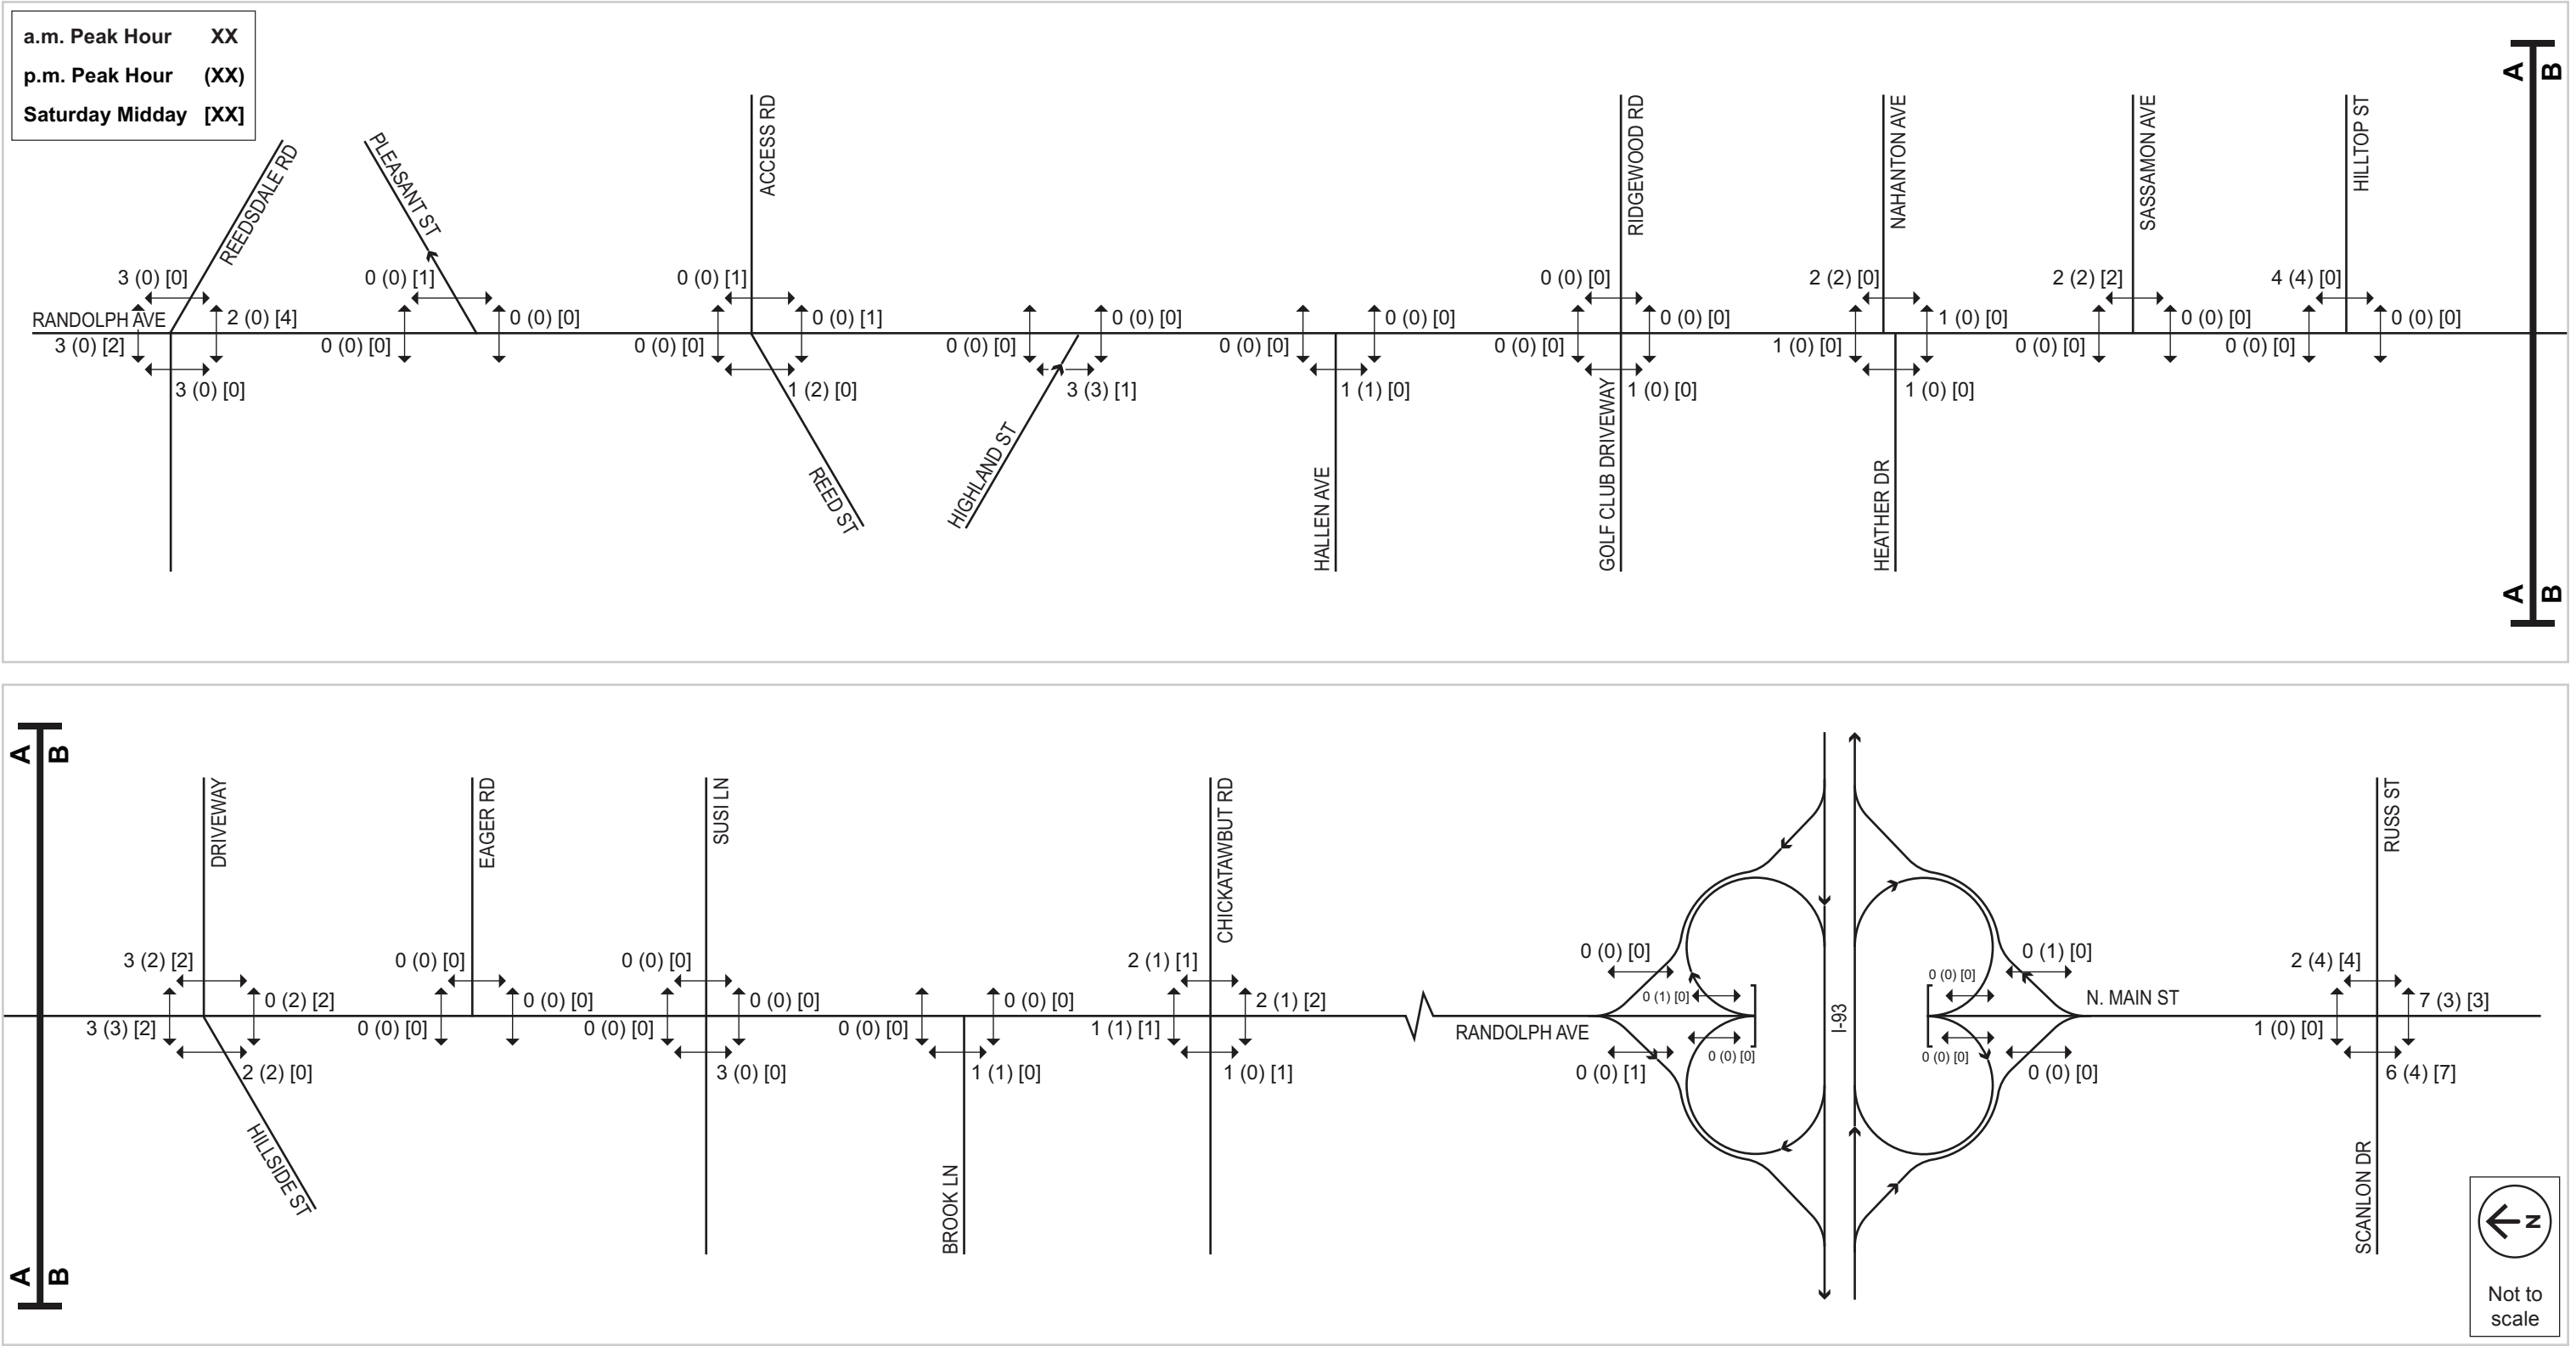 a.m. Peak Hour XX
p.m. Peak Hour (XX)
Saturday Midday [XX]
A
B
REEDSDALE RD
PLEASANT ST
ACCESS RD
RIDGEWOOD RD
NAHANTON AVE
SASSAMON AVE
HILLTOP ST
3 (0) [0]
0 (0) [1]
0 (0) [1]
0 (0) [0]
2 (2) [0]
2 (2) [2]
4 (4) [0]
RANDOLPH AVE
2 (0) [4]
0 (0) [0]
0 (0) [1]
0 (0) [0]
0 (0) [0]
0 (0) [0]
1 (0) [0]
0 (0) [0]
0 (0) [0]
3 (0) [2]
0 (0) [0]
0 (0) [0]
0 (0) [0]
0 (0) [0]
0 (0) [0]
1 (0) [0]
0 (0) [0]
0 (0) [0]
3 (0) [0]
1 (2) [0]
3 (3) [1]
1 (1) [0]
1 (0) [0]
1 (0) [0]
REED ST
HIGHLAND ST
HALLEN AVE
GOLF CLUB DRIVEWAY
HEATHER DR
A
B
A
B
DRIVEWAY
EAGER RD
SUSI LN
CHICKATAWBUT RD
RUSS ST
3 (2) [2]
0 (0) [0]
0 (0) [0]
2 (1) [1]
0 (0) [0]
0 (1) [0]
2 (4) [4]
0 (2) [2]
0 (0) [0]
0 (0) [0]
0 (0) [0]
2 (1) [2]
0 (1) [0]
0 (0) [0]
N. MAIN ST
7 (3) [3]
3 (3) [2]
0 (0) [0]
0 (0) [0]
0 (0) [0]
1 (1) [1]
RANDOLPH AVE
I-93
1 (0) [0]
0 (0) [0]
0 (0) [0]
2 (2) [0]
3 (0) [0]
1 (1) [0]
1 (0) [1]
0 (0) [1]
0 (0) [0]
6 (4) [7]
HILLSIDE ST
BROOK LN
SCANLON DR
A
B
N
Not to
scale